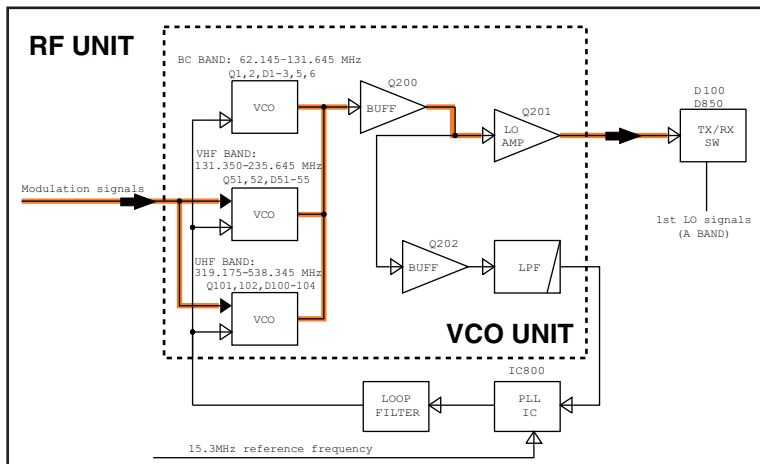 RF UNIT
BC BAND: 62.145–131.645 MHz
Q1,2,D1-3,5,6
VCO
Q200
BUFF
Q201
LO
AMP
D100
D850
TX/RX
SW
VHF BAND:
131.350–235.645 MHz
Q51,52,D51-55
VCO
Modulation signals
1st LO signals
(A BAND)
Q202
BUFF
LPF
UHF BAND:
319.175–538.345 MHz
Q101,102,D100-104
VCO
VCO UNIT
IC800
LOOP
FILTER
PLL
IC
15.3MHz reference frequency